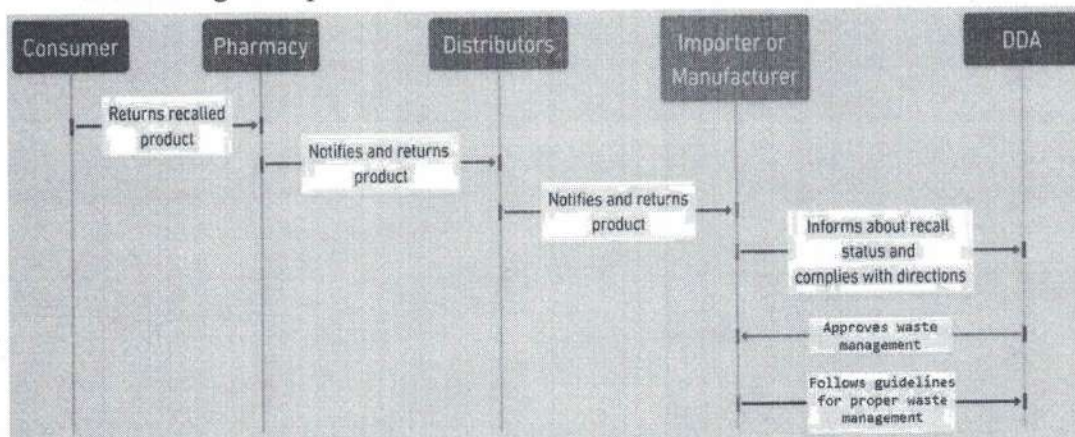 Consumer
Pharmacy
Distributors
Importer or
Manufacturer
DDA
Returns recalled
product
Notifies and returns
product
Notifies and returns
product
Informs about recall
status and
complies with directions
Approves waste
management
Follows guidelines
for proper waste
management